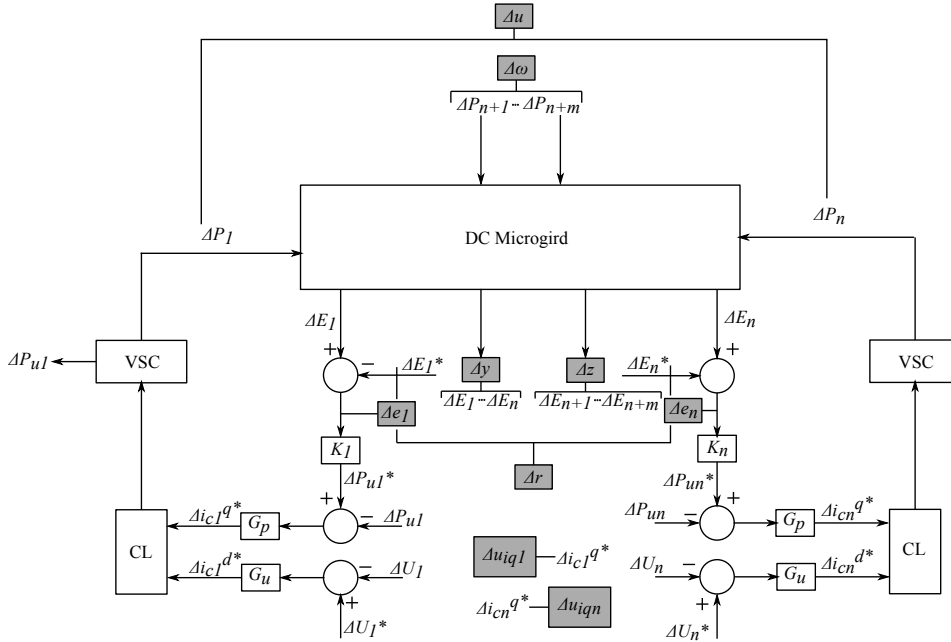 Δu
Δω
ΔPn+1 ··· ΔPn+m
ΔP1
ΔPn
DC Microgird
ΔE1
ΔEn
ΔPu1
VSC
+
−
ΔE1*
Δy
ΔE1 ··· ΔEn
Δz
ΔEn+1 ··· ΔEn+m
ΔEn*
+
−
VSC
Δe1
Δen
K1
Kn
Δr
ΔPu1*
ΔPun*
CL
Δic1q*
Gp
+
−
ΔPu1
ΔPun
−
+
Gp
Δicnq*
CL
Δic1d*
Gu
−
+
ΔU1
Δuiq1
Δic1q*
ΔUn
−
+
Gu
Δicnd*
Δicnq*
Δuiqn
ΔU1*
ΔUn*